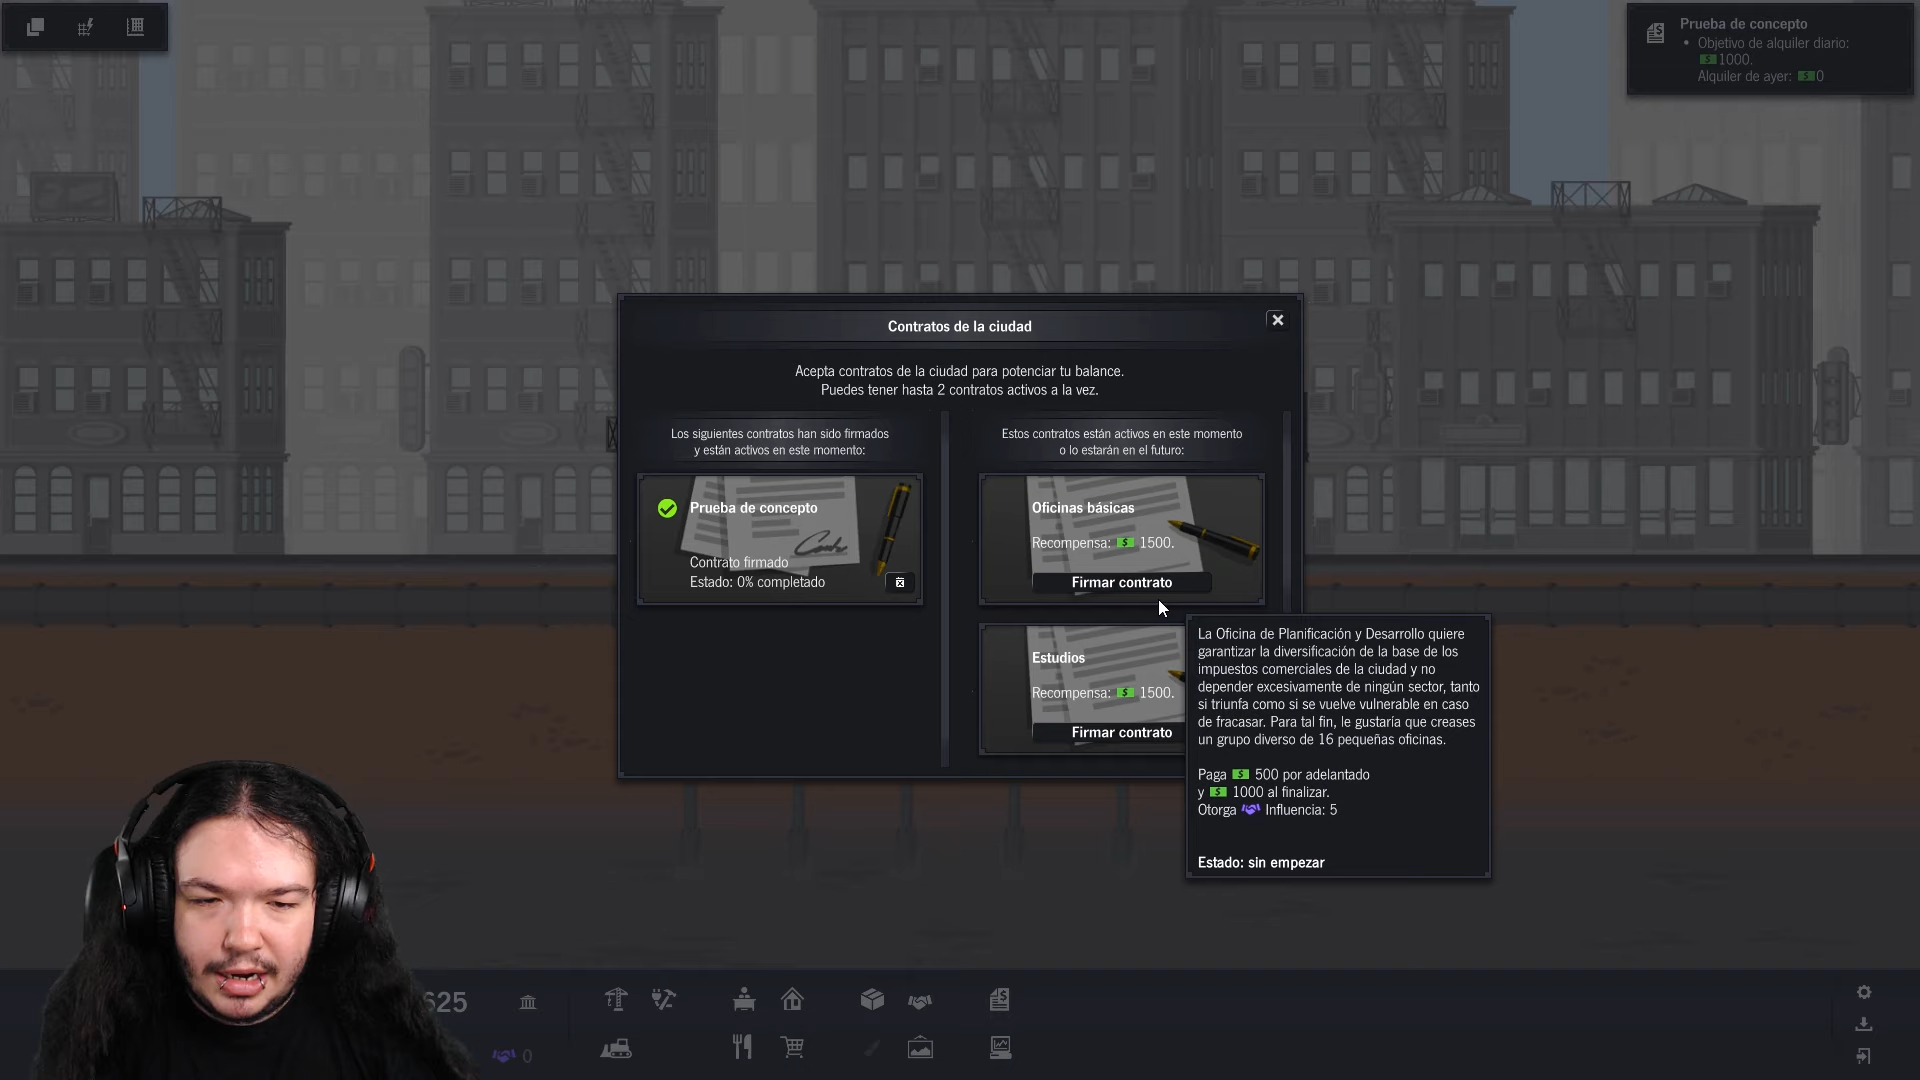 Prueba de concepto
• Objetivo de alquiler diario:
1000.
Alquiler de ayer: 0
Contratos de la ciudad
Acepta contratos de la ciudad para potenciar tu balance.
Puedes tener hasta 2 contratos activos a la vez.
Los siguientes contratos han sido firmados
y están activos en este momento:
Prueba de concepto
Contrato firmado
Estado: 0% completado
Estos contratos están activos en este momento
o lo estarán en el futuro:
Oficinas básicas
Recompensa: 1500.
Firmar contrato
Estudios
Recompensa: 1500.
Firmar contrato
La Oficina de Planificación y Desarrollo quiere
garantizar la diversificación de la base de los
impuestos comerciales de la ciudad y no
depender excesivamente de ningún sector, tanto
si triunfa como si se vuelve vulnerable en caso
de fracasar. Para tal fin, le gustaría que creases
un grupo diverso de 16 pequeñas oficinas.
Paga 500 por adelantado
y 1000 al finalizar.
Otorga Influencia: 5
Estado: sin empezar
625
0